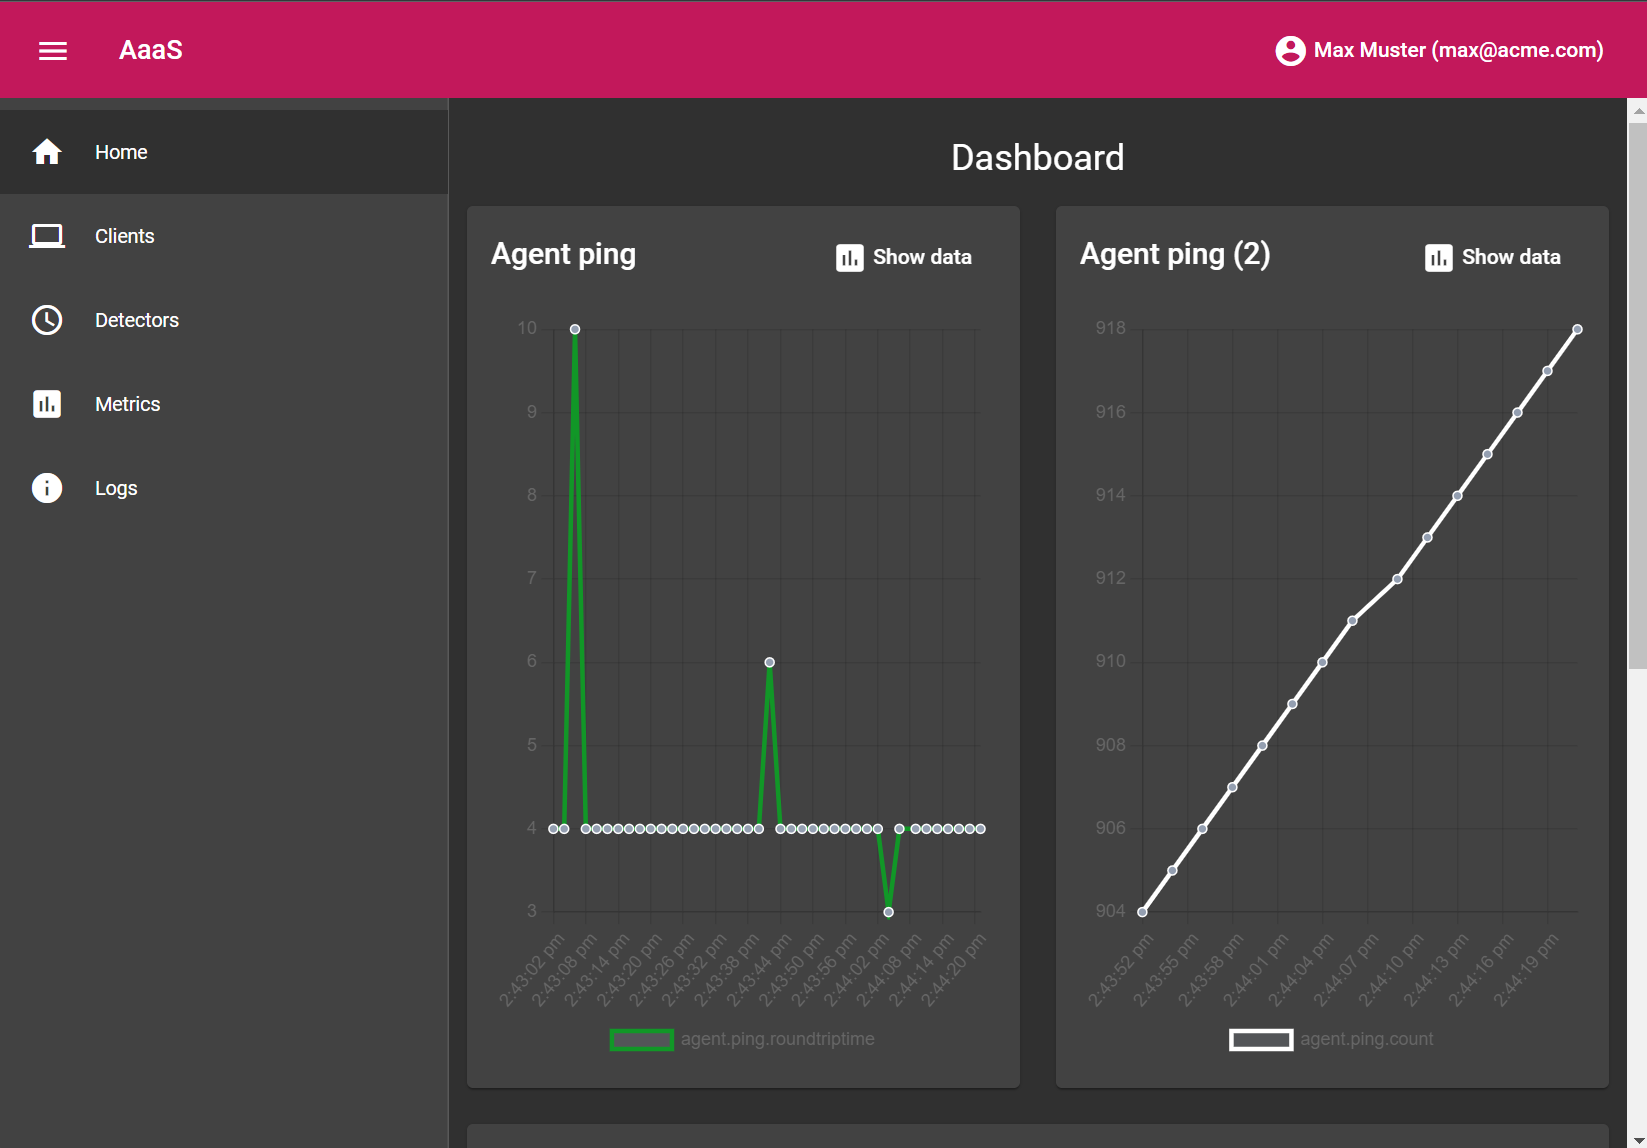 AaaS
Max Muster (max@acme.com)
Home
Clients
Detectors
Metrics
Logs
Dashboard
Agent ping
Show data
10
9
8
7
6
5
4
3
2:43:02 pm
2:43:08 pm
2:43:14 pm
2:43:20 pm
2:43:26 pm
2:43:32 pm
2:43:38 pm
2:43:44 pm
2:43:50 pm
2:43:56 pm
2:44:02 pm
2:44:08 pm
2:44:14 pm
2:44:20 pm
agent.ping.roundtriptime
Agent ping (2)
Show data
918
916
914
912
910
908
906
904
2:43:52 pm
2:43:55 pm
2:43:58 pm
2:44:01 pm
2:44:04 pm
2:44:07 pm
2:44:10 pm
2:44:13 pm
2:44:16 pm
2:44:19 pm
agent.ping.count